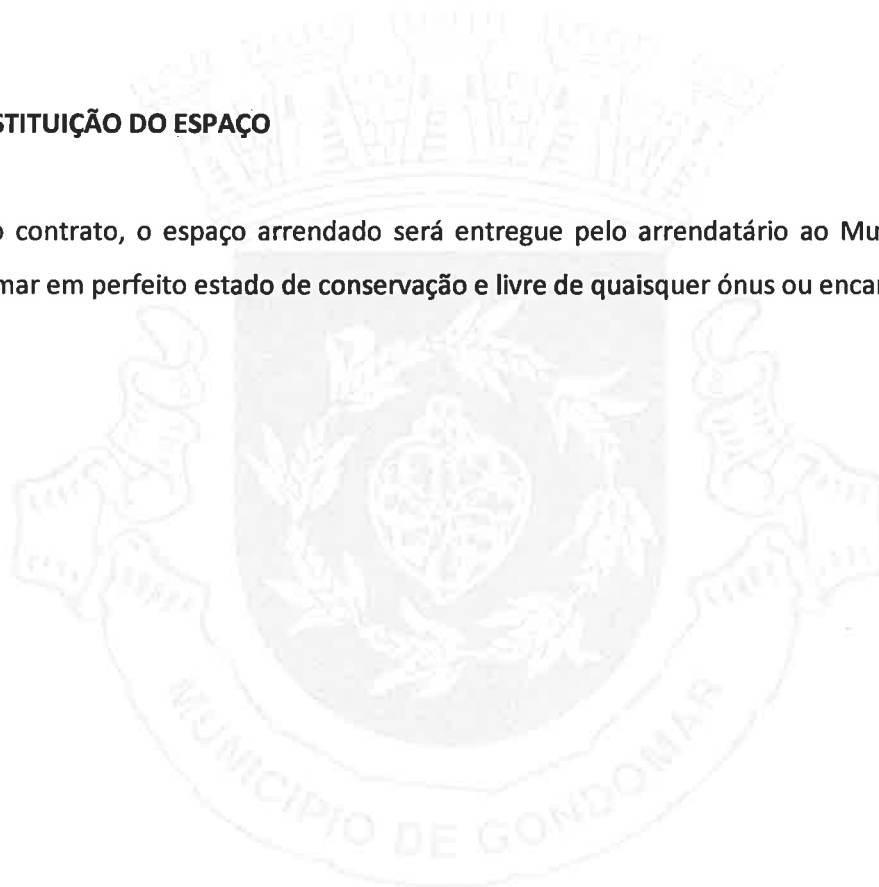 STITUIÇÃO DO ESPAÇO
o contrato, o espaço arrendado será entregue pelo arrendatário ao Mu
mar em perfeito estado de conservação e livre de quaisquer ónus ou encar
MUNICÍPIO DE GONDOMAR